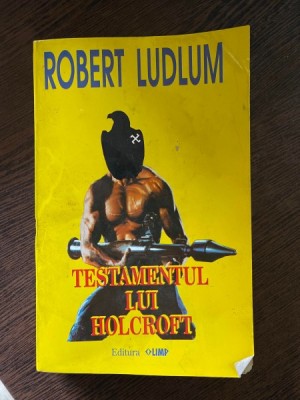 ROBERT LUDLUM
TESTAMENTUL
LUI
HOLCROFT
Editura OLIMP